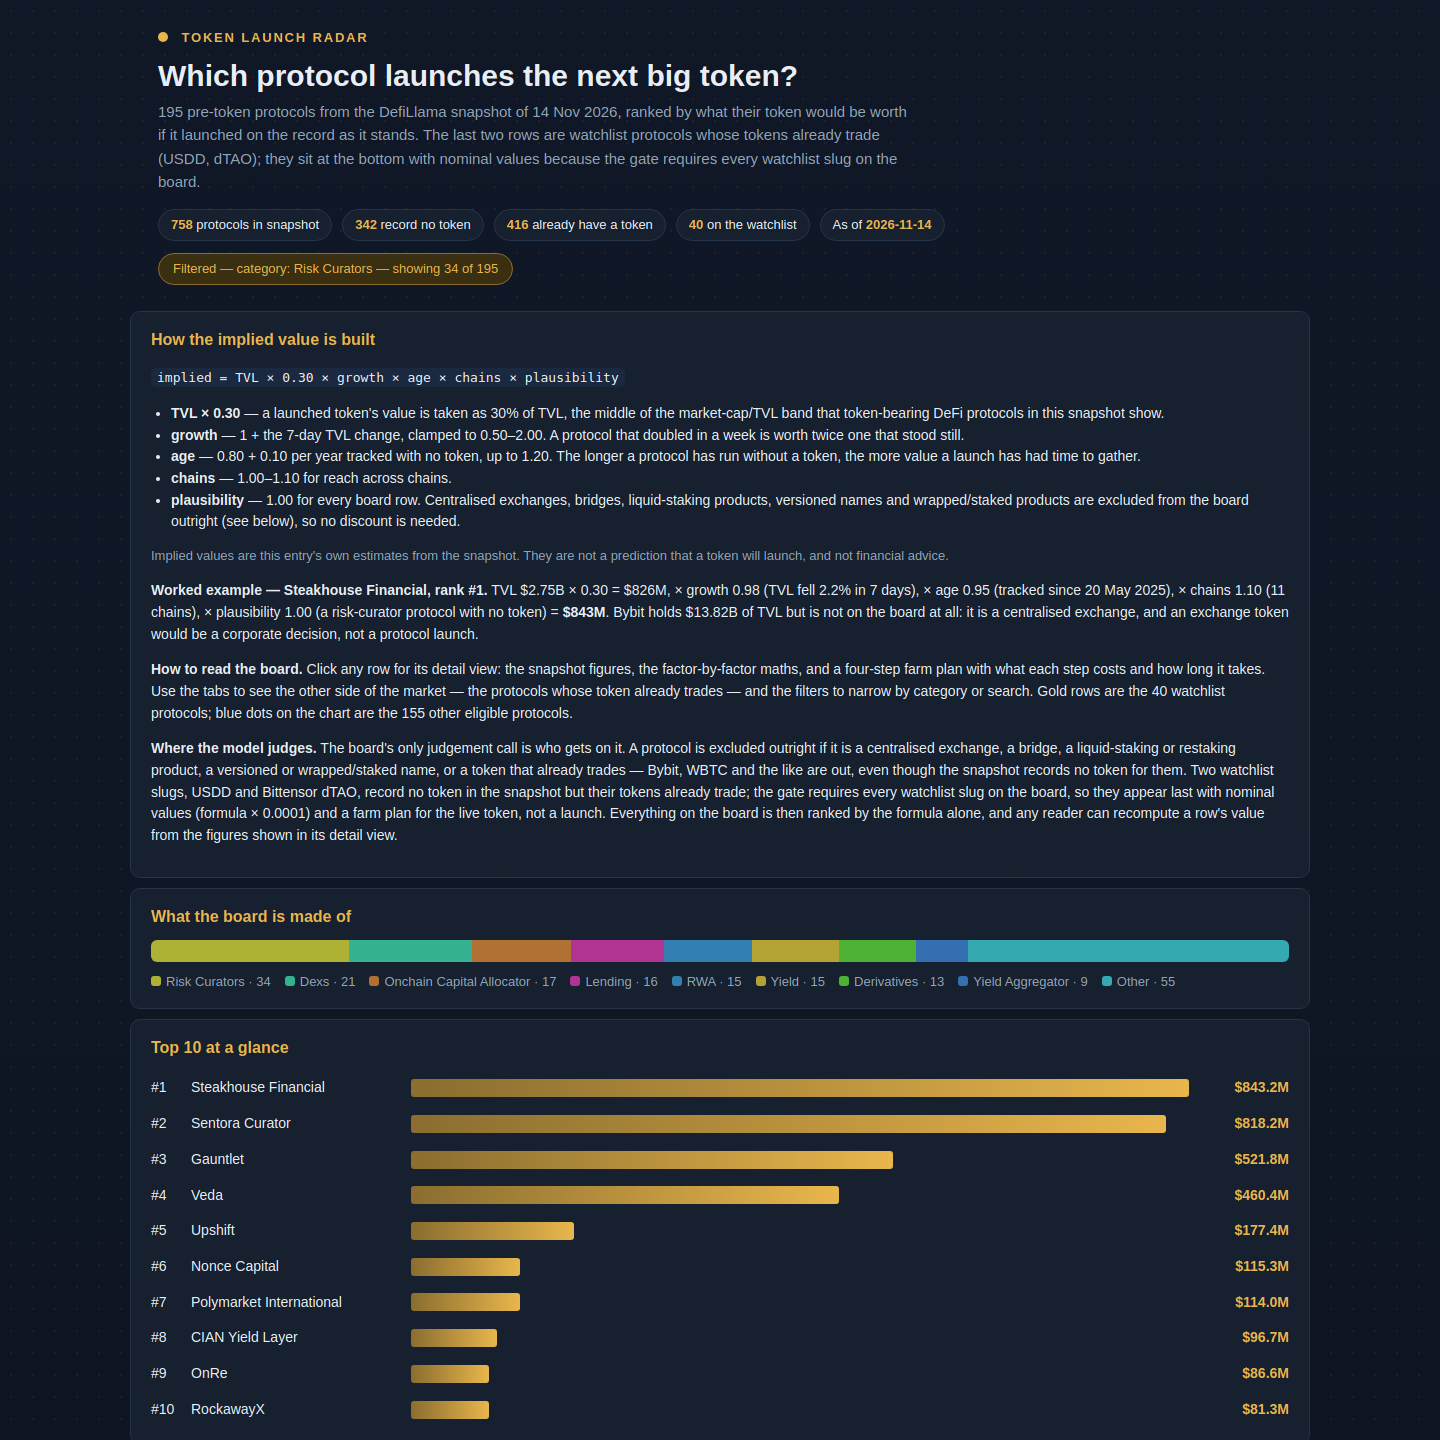 TOKEN LAUNCH RADAR
Which protocol launches the next big token?
195 pre-token protocols from the DefiLlama snapshot of 14 Nov 2026, ranked by what their token would be worth
if it launched on the record as it stands. The last two rows are watchlist protocols whose tokens already trade
(USDD, dTAO); they sit at the bottom with nominal values because the gate requires every watchlist slug on the
board.
758 protocols in snapshot
342 record no token
416 already have a token
40 on the watchlist
As of 2026-11-14
Filtered — category: Risk Curators — showing 34 of 195
How the implied value is built
implied = TVL × 0.30 × growth × age × chains × plausibility
• TVL × 0.30 — a launched token's value is taken as 30% of TVL, the middle of the market-cap/TVL band that token-bearing DeFi protocols in this snapshot show.
• growth — 1 + the 7-day TVL change, clamped to 0.50–2.00. A protocol that doubled in a week is worth twice one that stood still.
• age — 0.80 + 0.10 per year tracked with no token, up to 1.20. The longer a protocol has run without a token, the more value a launch has had time to gather.
• chains — 1.00–1.10 for reach across chains.
• plausibility — 1.00 for every board row. Centralised exchanges, bridges, liquid-staking products, versioned names and wrapped/staked products are excluded from the board
outright (see below), so no discount is needed.
Implied values are this entry's own estimates from the snapshot. They are not a prediction that a token will launch, and not financial advice.
Worked example — Steakhouse Financial, rank #1. TVL $2.75B × 0.30 = $826M, × growth 0.98 (TVL fell 2.2% in 7 days), × age 0.95 (tracked since 20 May 2025), × chains 1.10 (11
chains), × plausibility 1.00 (a risk-curator protocol with no token) = $843M. Bybit holds $13.82B of TVL but is not on the board at all: it is a centralised exchange, and an exchange token
would be a corporate decision, not a protocol launch.
How to read the board. Click any row for its detail view: the snapshot figures, the factor-by-factor maths, and a four-step farm plan with what each step costs and how long it takes.
Use the tabs to see the other side of the market — the protocols whose token already trades — and the filters to narrow by category or search. Gold rows are the 40 watchlist
protocols; blue dots on the chart are the 155 other eligible protocols.
Where the model judges. The board's only judgement call is who gets on it. A protocol is excluded outright if it is a centralised exchange, a bridge, a liquid-staking or restaking
product, a versioned or wrapped/staked name, or a token that already trades — Bybit, WBTC and the like are out, even though the snapshot records no token for them. Two watchlist
slugs, USDD and Bittensor dTAO, record no token in the snapshot but their tokens already trade; the gate requires every watchlist slug on the board, so they appear last with nominal
values (formula × 0.0001) and a farm plan for the live token, not a launch. Everything on the board is then ranked by the formula alone, and any reader can recompute a row's value
from the figures shown in its detail view.
What the board is made of
Risk Curators · 34
Dexs · 21
Onchain Capital Allocator · 17
Lending · 16
RWA · 15
Yield · 15
Derivatives · 13
Yield Aggregator · 9
Other · 55
Top 10 at a glance
#1 Steakhouse Financial $843.2M
#2 Sentora Curator $818.2M
#3 Gauntlet $521.8M
#4 Veda $460.4M
#5 Upshift $177.4M
#6 Nonce Capital $115.3M
#7 Polymarket International $114.0M
#8 CIAN Yield Layer $96.7M
#9 OnRe $86.6M
#10 RockawayX $81.3M